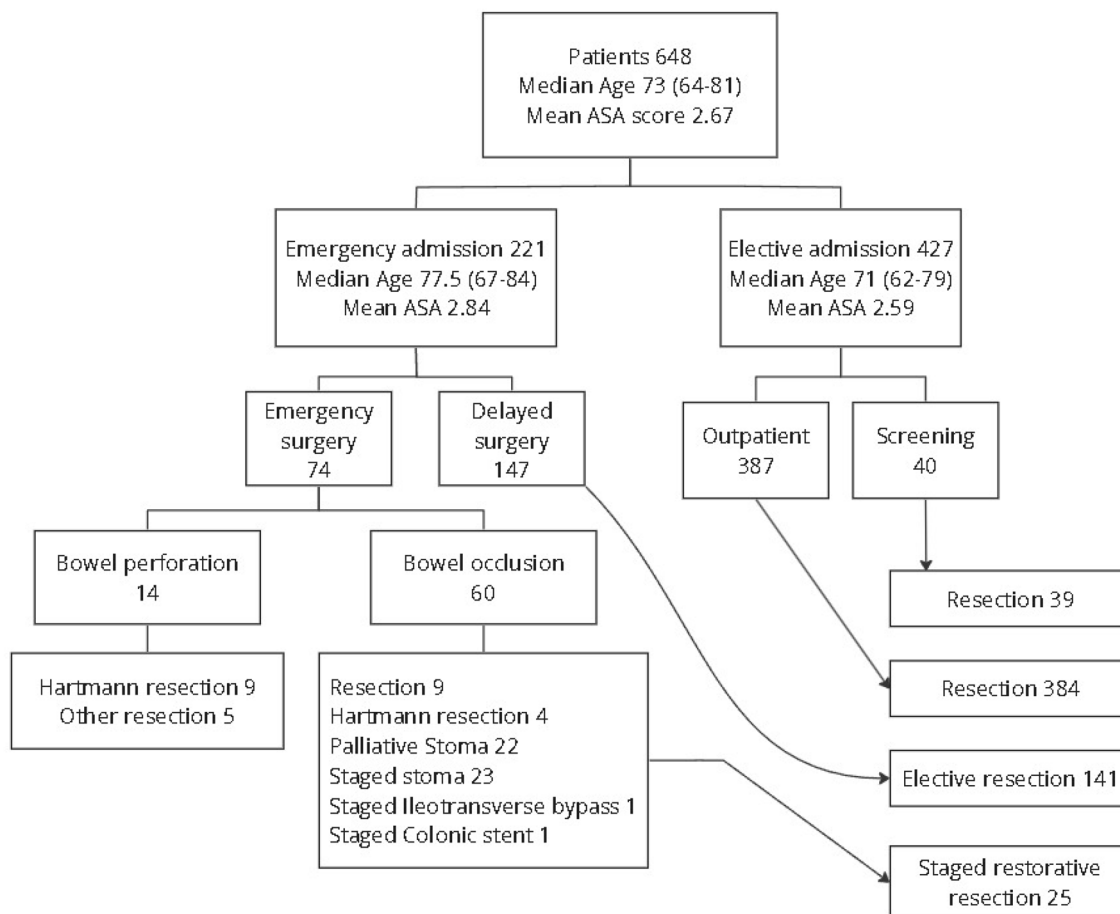 Patients 648
Median Age 73 (64-81)
Mean ASA score 2.67
Emergency admission 221
Median Age 77.5 (67-84)
Mean ASA 2.84
Elective admission 427
Median Age 71 (62-79)
Mean ASA 2.59
Emergency
surgery
74
Delayed
surgery
147
Outpatient
387
Screening
40
Bowel perforation
14
Bowel occlusion
60
Resection 39
Hartmann resection 9
Other resection 5
Resection 9
Hartmann resection 4
Palliative Stoma 22
Staged stoma 23
Staged Ileotransverse bypass 1
Staged Colonic stent 1
Resection 384
Elective resection 141
Staged restorative
resection 25